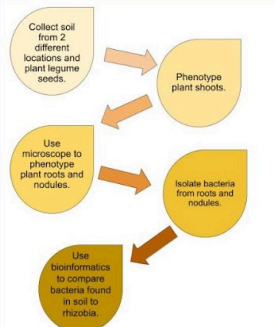 Collect soil
from 2
different
locations and
plant legume
seeds.
Phenotype
plant shoots.
Use
microscope to
phenotype
plant roots and
nodules.
Isolate bacteria
from roots and
nodules.
Use
bioinformatics
to compare
bacteria found
in soil to
rhizobia.